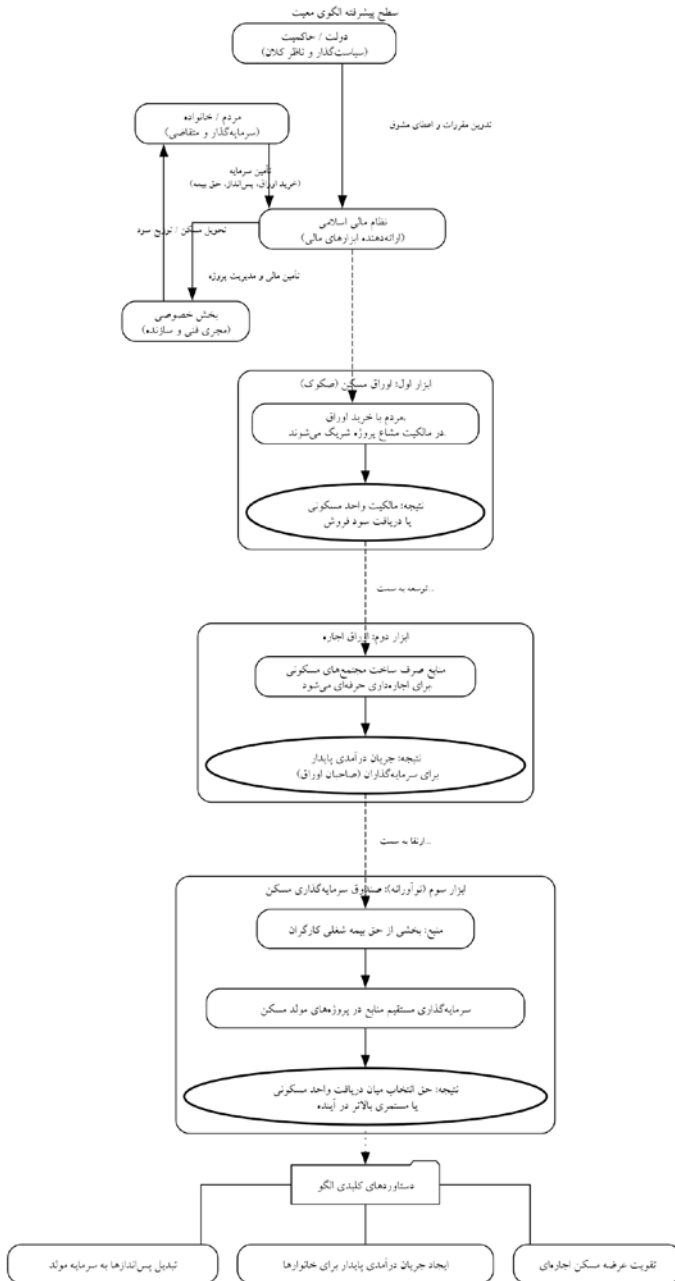 سطح پیشرفته الگوی معیت
دولت / حاکمیت
(سیاست‌گذار و ناظر کلان)
تدوین مقررات و اعطای مشوق
مردم / خانواده
(سرمایه‌گذار و متقاضی)
تأمین سرمایه
(خرید اوراق، پس‌انداز، حق بیمه)
نظام مالی اسلامی
(ارائه‌دهنده ابزارهای مالی)
تحویل مسکن / توزیع سود
تأمین مالی و مدیریت پروژه
بخش خصوصی
(مجری فنی و سازنده)
ابزار اول: اوراق مسکن (صکوک)
مردم با خرید اوراق،
در مالکیت مشاع پروژه شریک می‌شوند.
نتیجه: مالکیت واحد مسکونی
یا دریافت سود فروش
توسعه به سمت...
ابزار دوم: اوراق اجاره
منابع صرف ساخت مجتمع‌های مسکونی
برای اجاره‌داری حرفه‌ای می‌شود.
نتیجه: جریان درآمدی پایدار
برای سرمایه‌گذاران (صاحبان اوراق)
ارتقا به سمت...
ابزار سوم (نوآورانه): صندوق سرمایه‌گذاری مسکن
منبع: بخشی از حق بیمه شغلی کارگران
سرمایه‌گذاری مستقیم منابع در پروژه‌های مولد مسکن
نتیجه: حق انتخاب میان دریافت واحد مسکونی
یا مستمری بالاتر در آینده
دستاوردهای کلیدی الگو
تقویت عرضه مسکن اجاره‌ای
ایجاد جریان درآمدی پایدار برای خانوارها
تبدیل پس‌اندازها به سرمایه مولد